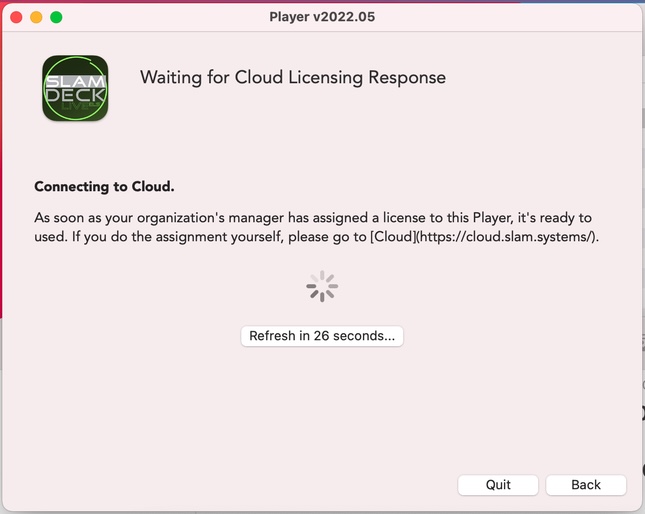 Player v2022.05
SLAM
DECK
LIVE
Waiting for Cloud Licensing Response
Connecting to Cloud.
As soon as your organization's manager has assigned a license to this Player, it's ready to
used. If you do the assignment yourself, please go to [Cloud](https://cloud.slam.systems/).
Refresh in 26 seconds...
Quit
Back